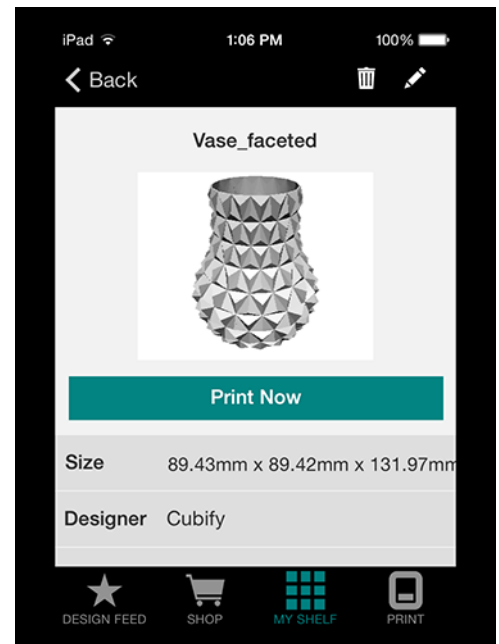 iPad 1:06 PM 100%
Back
Vase_faceted
Print Now
Size 89.43mm x 89.42mm x 131.97mm
Designer Cubify
DESIGN FEED SHOP MY SHELF PRINT